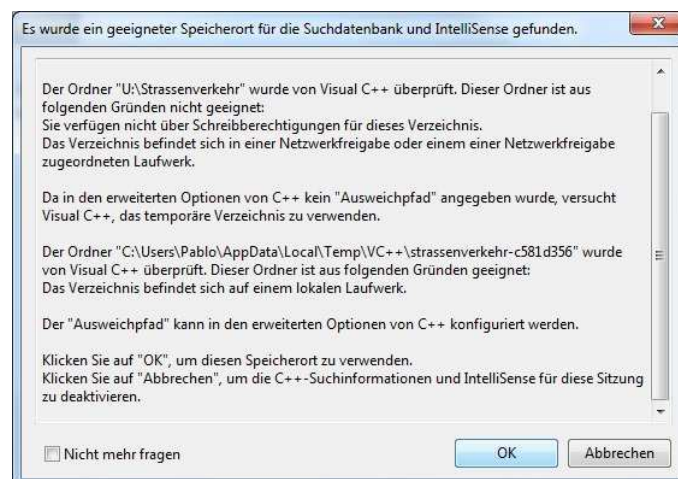 Es wurde ein geeigneter Speicherort für die Suchdatenbank und IntelliSense gefunden.
Der Ordner "U:\Strassenverkehr" wurde von Visual C++ überprüft. Dieser Ordner ist aus
folgenden Gründen nicht geeignet:
Sie verfügen nicht über Schreibberechtigungen für dieses Verzeichnis.
Das Verzeichnis befindet sich in einer Netzwerkfreigabe oder einem einer Netzwerkfreigabe
zugeordneten Laufwerk.
Da in den erweiterten Optionen von C++ kein "Ausweichpfad" angegeben wurde, versucht
Visual C++, das temporäre Verzeichnis zu verwenden.
Der Ordner "C:\Users\Pablo\AppData\Local\Temp\VC++\strassenverkehr-c581d356" wurde
von Visual C++ überprüft. Dieser Ordner ist aus folgenden Gründen geeignet:
Das Verzeichnis befindet sich auf einem lokalen Laufwerk.
Der "Ausweichpfad" kann in den erweiterten Optionen von C++ konfiguriert werden.
Klicken Sie auf "OK", um diesen Speicherort zu verwenden.
Klicken Sie auf "Abbrechen", um die C++-Suchinformationen und IntelliSense für diese Sitzung
zu deaktivieren.
Nicht mehr fragen
OK
Abbrechen